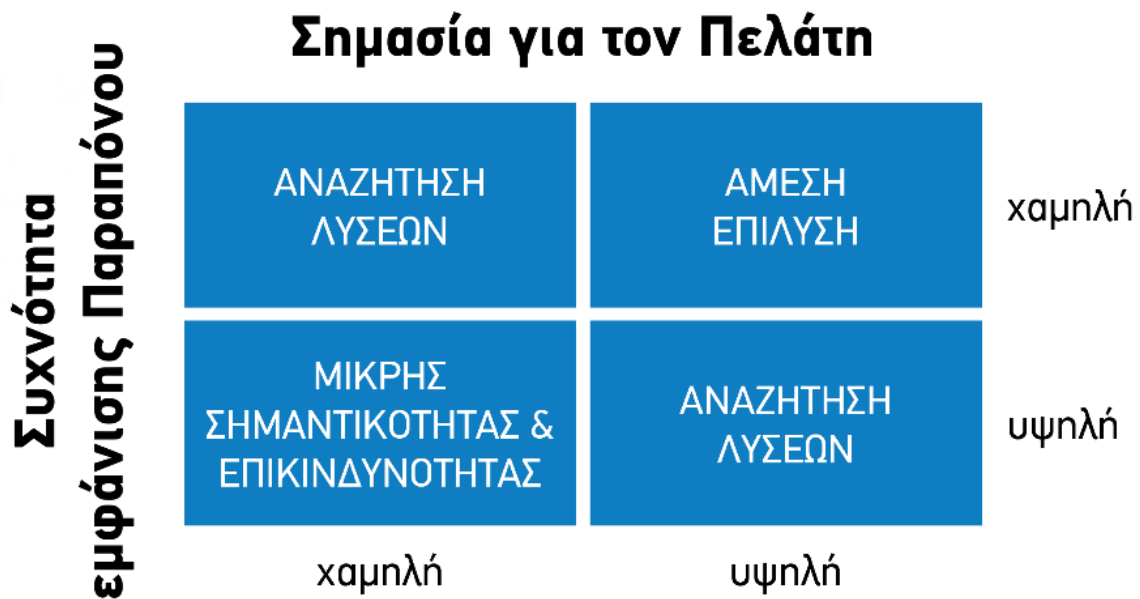 Σημασία για τον Πελάτη
Συχνότητα
εμφάνισης Παραπόνου
ΑΝΑΖΗΤΗΣΗ
ΛΥΣΕΩΝ
ΑΜΕΣΗ
ΕΠΙΛΥΣΗ
χαμηλή
ΜΙΚΡΗΣ
ΣΗΜΑΝΤΙΚΟΤΗΤΑΣ &
ΕΠΙΚΙΝΔΥΝΟΤΗΤΑΣ
ΑΝΑΖΗΤΗΣΗ
ΛΥΣΕΩΝ
υψηλή
χαμηλή
υψηλή